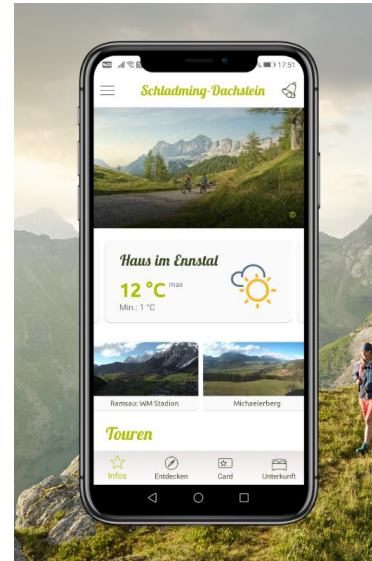 17:51
Schladming-Dachstein
©
Haus im Ennstal
12 °C max
Min.: 1 °C
Ramsau: WM Stadion
Michaelerberg
Touren
Infos
Entdecken
Card
Unterkunft